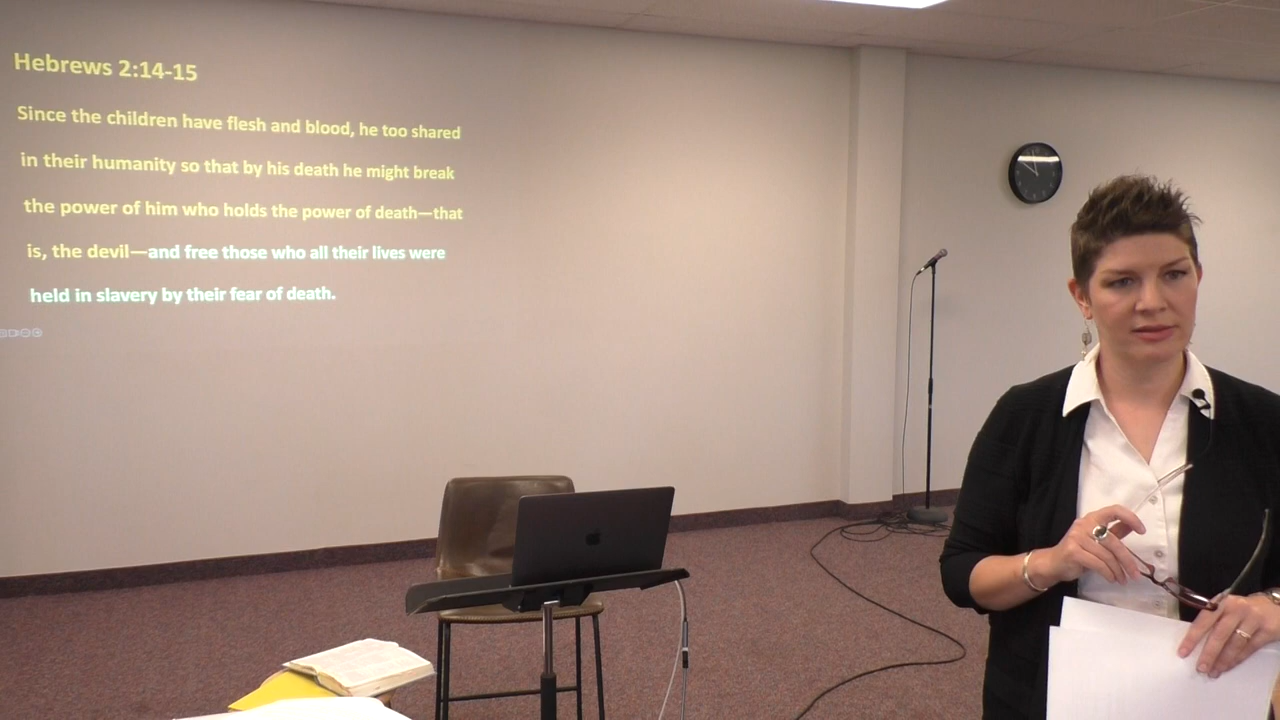 Hebrews 2:14-15
Since the children have flesh and blood, he too shared
in their humanity so that by his death he might break
the power of him who holds the power of death—that
is, the devil—and free those who all their lives were
held in slavery by their fear of death.